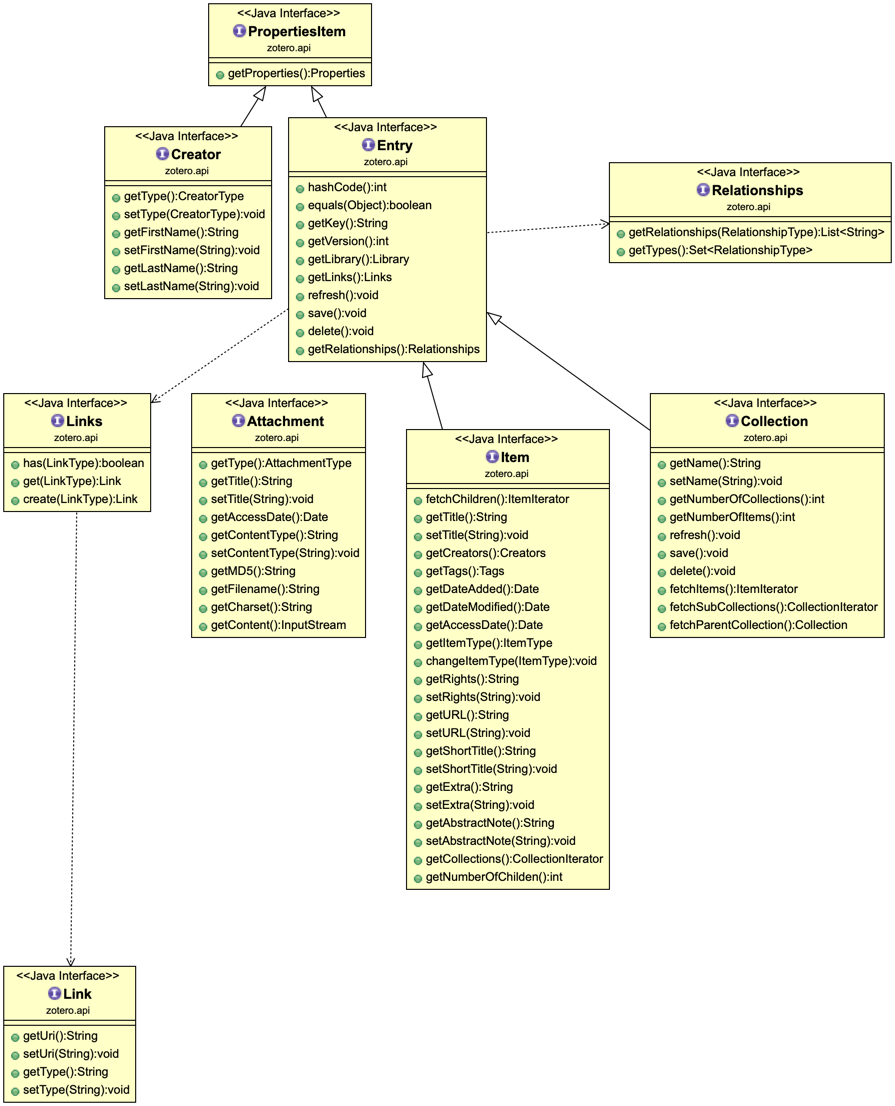 <<Java Interface>>
PropertiesItem
zotero.api
getProperties():Properties
<<Java Interface>>
Creator
zotero.api
getType():CreatorType
setType(CreatorType):void
getFirstName():String
setFirstName(String):void
getLastName():String
setLastName(String):void
<<Java Interface>>
Entry
zotero.api
hashCode():int
equals(Object):boolean
getKey():String
getVersion():int
getLibrary():Library
getLinks():Links
refresh():void
save():void
delete():void
getRelationships():Relationships
<<Java Interface>>
Relationships
zotero.api
getRelationships(RelationshipType):List<String>
getTypes():Set<RelationshipType>
<<Java Interface>>
Links
zotero.api
has(LinkType):boolean
get(LinkType):Link
create(LinkType):Link
<<Java Interface>>
Attachment
zotero.api
getType():AttachmentType
getTitle():String
setTitle(String):void
getAccessDate():Date
getContentType():String
setContentType(String):void
getMD5():String
getFilename():String
getCharset():String
getContent():InputStream
<<Java Interface>>
Item
zotero.api
fetchChildren():ItemIterator
getTitle():String
setTitle(String):void
getCreators():Creators
getTags():Tags
getDateAdded():Date
getDateModified():Date
getAccessDate():Date
getItemType():ItemType
changeItemType(ItemType):void
getRights():String
setRights(String):void
getURL():String
setURL(String):void
getShortTitle():String
setShortTitle(String):void
getExtra():String
setExtra(String):void
getAbstractNote():String
setAbstractNote(String):void
getCollections():CollectionIterator
getNumberOfChilden():int
<<Java Interface>>
Collection
zotero.api
getName():String
setName(String):void
getNumberOfCollections():int
getNumberOfItems():int
refresh():void
save():void
delete():void
fetchItems():ItemIterator
fetchSubCollections():CollectionIterator
fetchParentCollection():Collection
<<Java Interface>>
Link
zotero.api
getUri():String
setUri(String):void
getType():String
setType(String):void